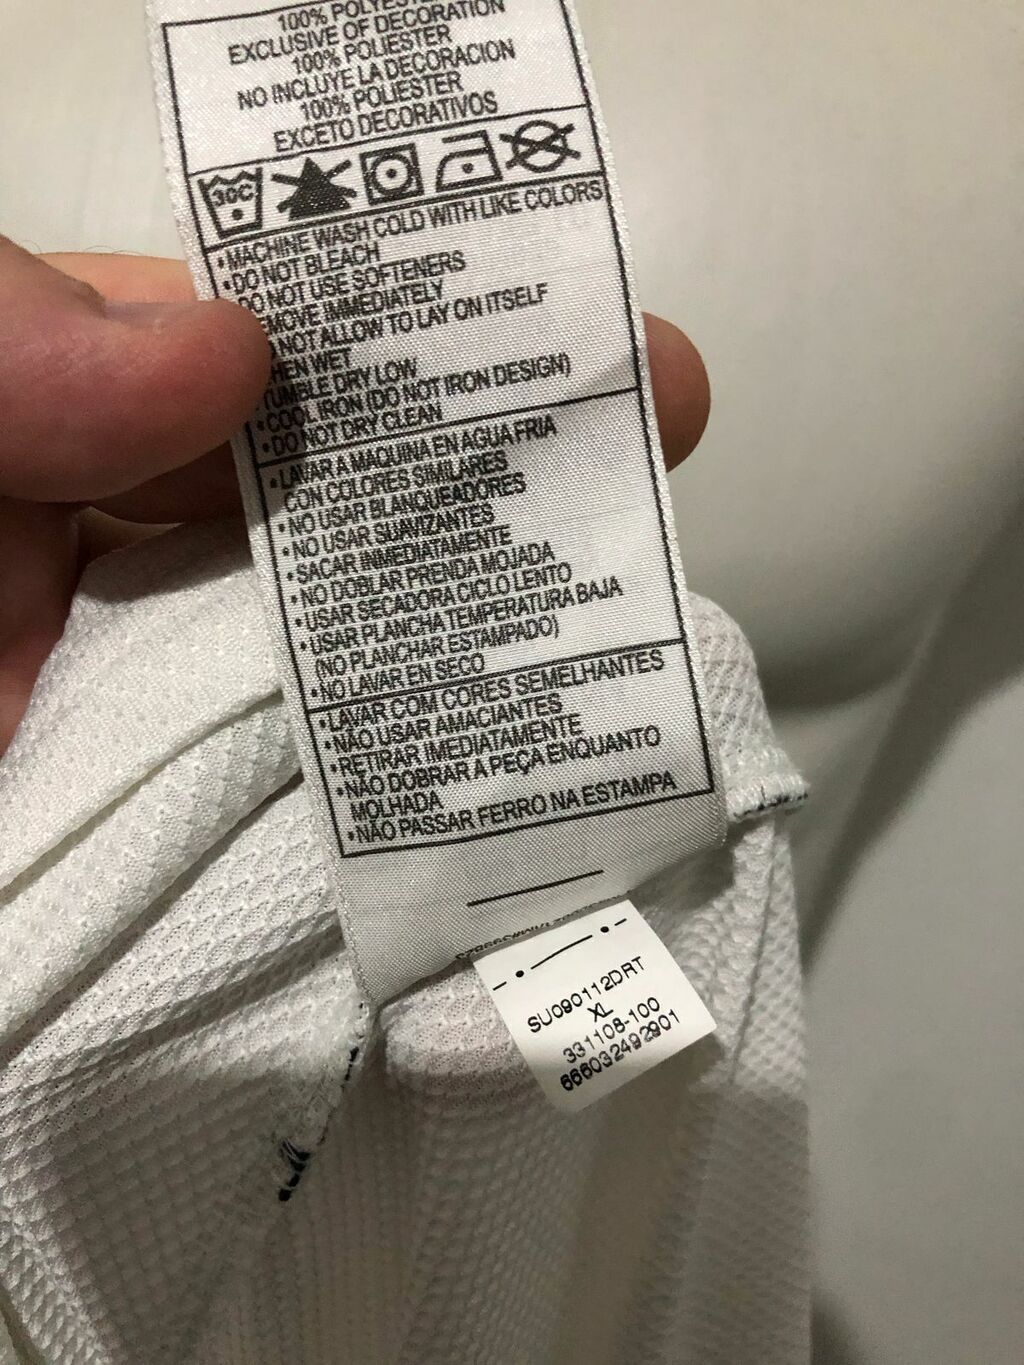 100% POLYESTER
EXCLUSIVE OF DECORATION
100% POLIESTER
NO INCLUYE LA DECORACION
100% POLIESTER
EXCETO DECORATIVOS
30C
•MACHINE WASH COLD WITH LIKE COLORS
•DO NOT BLEACH
DO NOT USE SOFTENERS
EMOVE IMMEDIATELY
NOT ALLOW TO LAY ON ITSELF
HEN WET
TUMBLE DRY LOW
•COOL IRON (DO NOT IRON DESIGN)
•DO NOT DRY CLEAN
•LAVAR A MAQUINA EN AGUA FRIA
CON COLORES SIMILARES
•NO USAR BLANQUEADORES
•NO USAR SUAVIZANTES
•SACAR INMEDIATAMENTE
•NO DOBLAR PRENDA MOJADA
•USAR SECADORA CICLO LENTO
•USAR PLANCHA TEMPERATURA BAJA
(NO PLANCHAR ESTAMPADO)
•NO LAVAR EN SECO
•LAVAR COM CORES SEMELHANTES
•NÃO USAR AMACIANTES
•RETIRAR IMEDIATAMENTE
•NÃO DOBRAR A PEÇA ENQUANTO
MOLHADA
•NÃO PASSAR FERRO NA ESTAMPA
SU090112DRT
XL
331108-100
666032492901